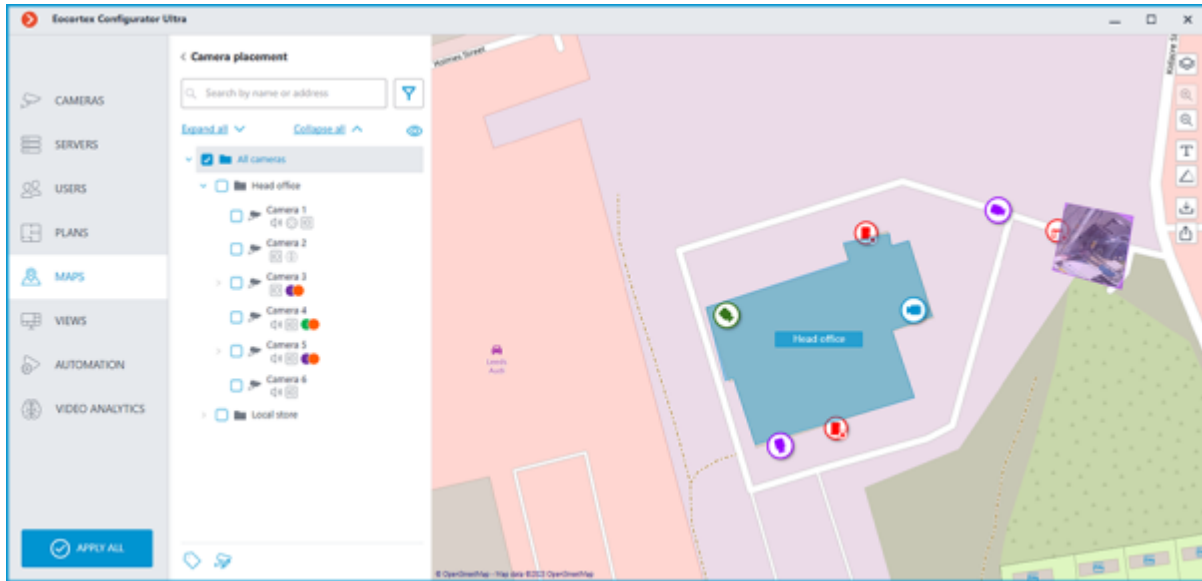 Eocortex Configurator Ultra
CAMERAS
SERVERS
USERS
PLANS
MAPS
VIEWS
AUTOMATION
VIDEO ANALYTICS
APPLY ALL
Camera placement
Search by name or address
Expand all
Collapse all
All cameras
Head office
Camera 1
Camera 2
Camera 3
Camera 4
Camera 5
Camera 6
Local store
Holmes Street
Kidacre
Leeds
Audi
Head office
T
© OpenStreetMap - Map data ©2023 OpenStreetMap